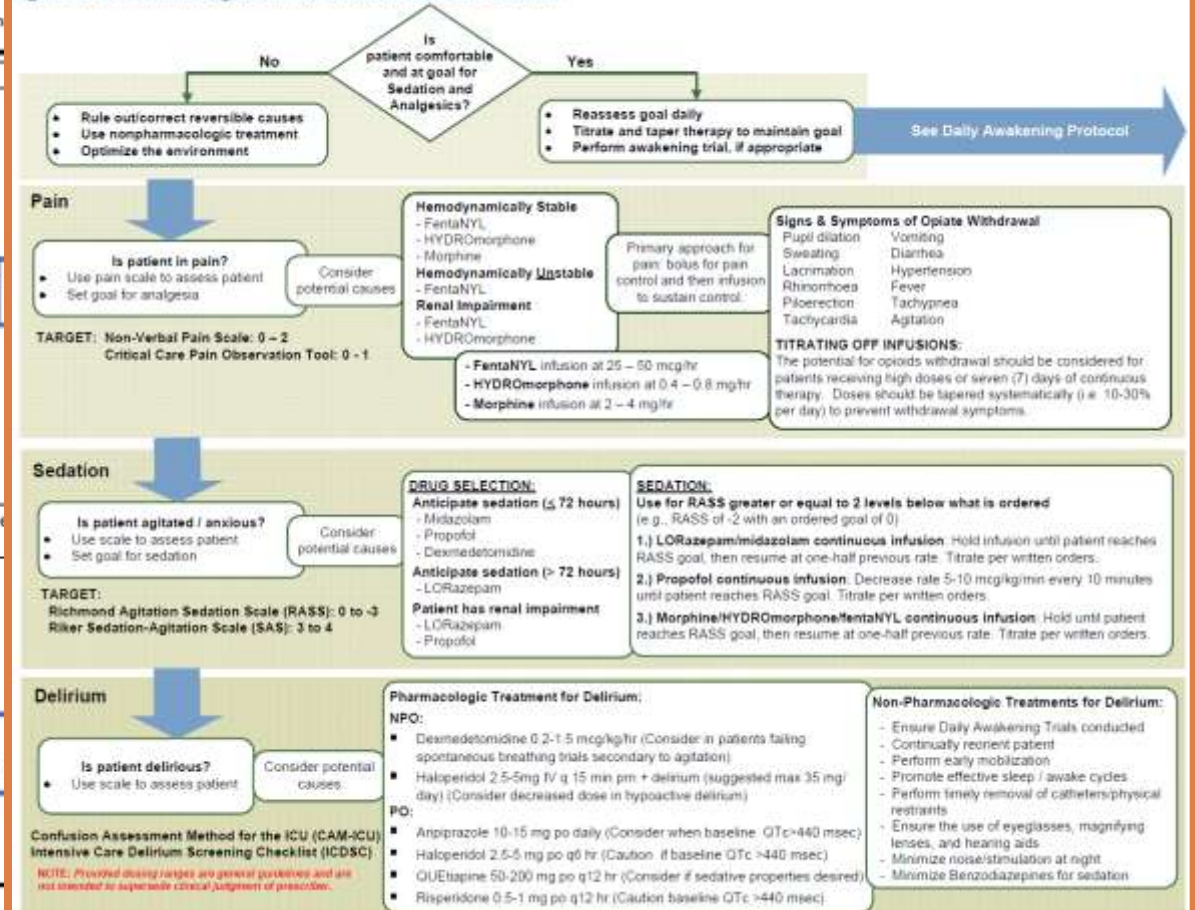 Is
patient comfortable
and at goal for
Sedation and
Analgesics?
No
Yes
• Rule out/correct reversible causes
• Use nonpharmacologic treatment
• Optimize the environment
• Reassess goal daily
• Titrate and taper therapy to maintain goal
• Perform awakening trial, if appropriate
See Daily Awakening Protocol
Pain
Is patient in pain?
• Use pain scale to assess patient
• Set goal for analgesia
TARGET: Non-Verbal Pain Scale: 0 – 2
Critical Care Pain Observation Tool: 0 - 1
Consider
potential causes
Hemodynamically Stable
- FentaNYL
- HYDROmorphone
- Morphine
Hemodynamically Unstable
- FentaNYL
Renal Impairment
- FentaNYL
- HYDROmorphone
- FentaNYL infusion at 25 – 50 mcg/hr
- HYDROmorphone infusion at 0.4 – 0.8 mg/hr
- Morphine infusion at 2 – 4 mg/hr
Primary approach for
pain: bolus for pain
control and then infusion
to sustain control.
Signs & Symptoms of Opiate Withdrawal
Pupil dilation Vomiting
Sweating Diarrhea
Lacrimation Hypertension
Rhinorrhoea Fever
Piloerection Tachypnea
Tachycardia Agitation
TITRATING OFF INFUSIONS:
The potential for opioids withdrawal should be considered for
patients receiving high doses or seven (7) days of continuous
therapy. Doses should be tapered systematically (i.e. 10-30%
per day) to prevent withdrawal symptoms.
Sedation
Is patient agitated / anxious?
• Use scale to assess patient
• Set goal for sedation
TARGET:
Richmond Agitation Sedation Scale (RASS): 0 to -3
Riker Sedation-Agitation Scale (SAS): 3 to 4
Consider
potential causes
DRUG SELECTION:
Anticipate sedation (≤ 72 hours)
- Midazolam
- Propofol
- Dexmedetomidine
Anticipate sedation (> 72 hours)
- LORazepam
Patient has renal impairment
- LORazepam
- Propofol
SEDATION:
Use for RASS greater or equal to 2 levels below what is ordered
(e.g., RASS of -2 with an ordered goal of 0)
1.) LORazepam/midazolam continuous infusion: Hold infusion until patient reaches
RASS goal, then resume at one-half previous rate. Titrate per written orders.
2.) Propofol continuous infusion: Decrease rate 5-10 mcg/kg/min every 10 minutes
until patient reaches RASS goal. Titrate per written orders.
3.) Morphine/HYDROmorphone/fentaNYL continuous infusion: Hold until patient
reaches RASS goal, then resume at one-half previous rate. Titrate per written orders.
Delirium
Is patient delirious?
• Use scale to assess patient
Consider potential
causes
Confusion Assessment Method for the ICU (CAM-ICU)
Intensive Care Delirium Screening Checklist (ICDSC)
NOTE: Provided dosing ranges are general guidelines and are
not intended to supersede clinical judgment of prescriber.
Pharmacologic Treatment for Delirium:
NPO:
▪ Dexmedetomidine 0.2-1.5 mcg/kg/hr (Consider in patients failing
spontaneous breathing trials secondary to agitation)
▪ Haloperidol 2.5-5mg IV q 15 min prn + delirium (suggested max 35 mg/
day) (Consider decreased dose in hypoactive delirium)
PO:
▪ Aripiprazole 10-15 mg po daily (Consider when baseline QTc>440 msec)
▪ Haloperidol 2.5-5 mg po q6 hr (Caution if baseline QTc >440 msec)
▪ QUEtiapine 50-200 mg po q12 hr (Consider if sedative properties desired)
▪ Risperidone 0.5-1 mg po q12 hr (Caution baseline QTc >440 msec)
Non-Pharmacologic Treatments for Delirium:
- Ensure Daily Awakening Trials conducted
- Continually reorient patient
- Perform early mobilization
- Promote effective sleep / awake cycles
- Perform timely removal of catheters/physical
restraints
- Ensure the use of eyeglasses, magnifying
lenses, and hearing aids
- Minimize noise/stimulation at night
- Minimize Benzodiazepines for sedation